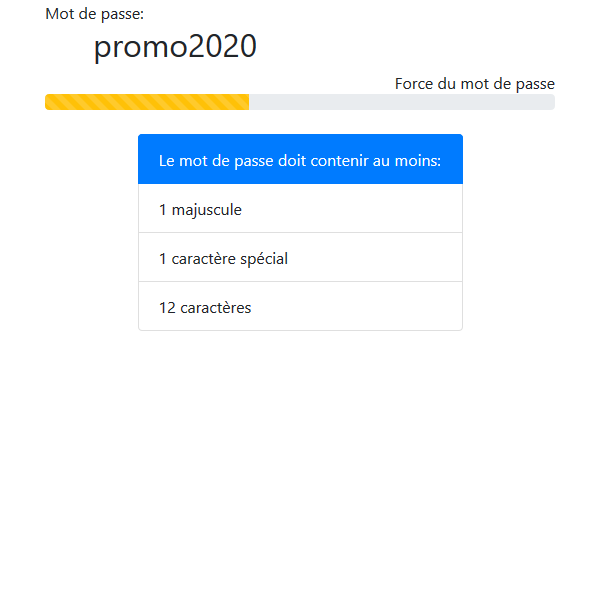 Mot de passe:
promo2020
Force du mot de passe
Le mot de passe doit contenir au moins:
1 majuscule
1 caractère spécial
12 caractères